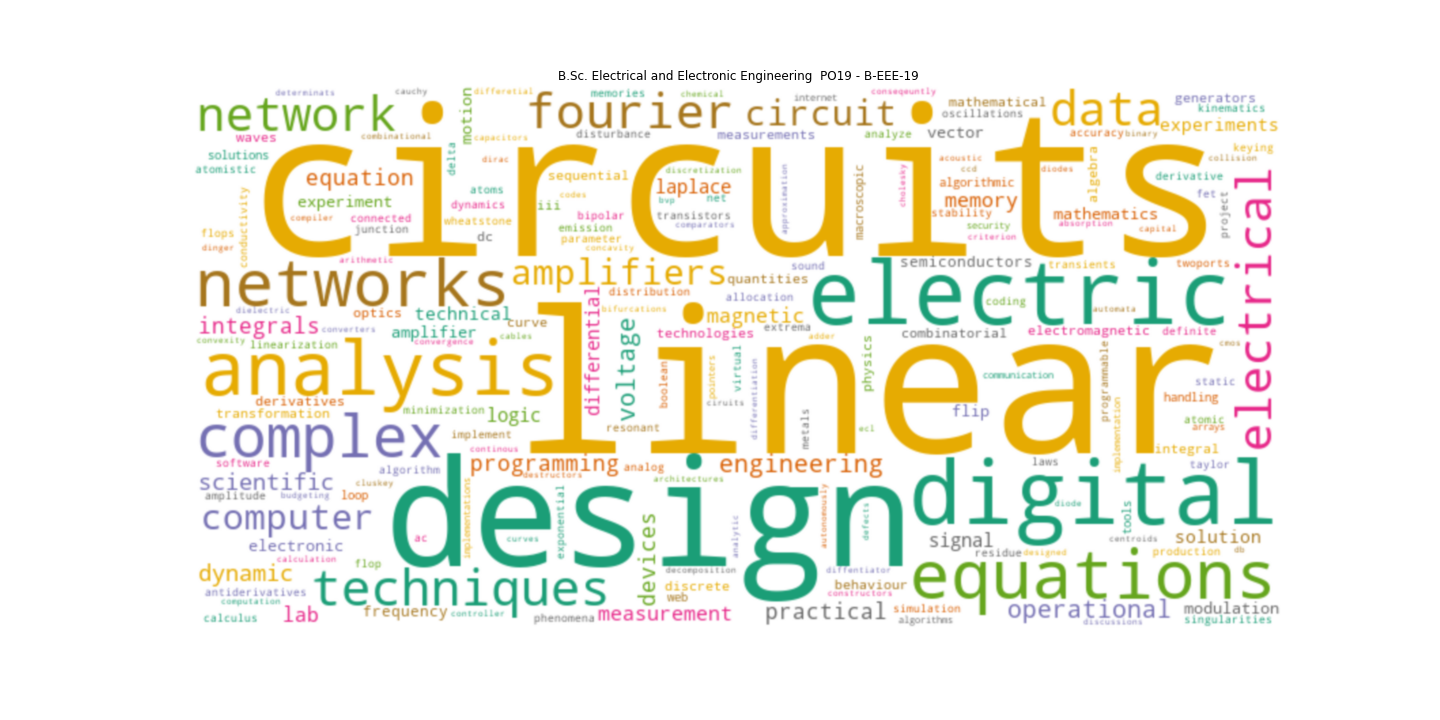 B.Sc. Electrical and Electronic Engineering  PO19 - B-EEE-19
determinats
cauchy
motion
differetial
memories
chemical
internet
conseqeuntly
generators
network
fourier
circuit
mathematical
oscillations
data
kinematics
experiments
waves
combinational
capacitors
disturbance
measurements
analyze
vector
accuracy
binary
keying
solutions
atomistic
circuits
delta
dirac
sequential
discretization
acoustic
ccd
diodes
algebra
collision
derivative
equation
atoms
codes
laplace
bvp
net
approximation
macroscopic
cholesky
algorithmic
memory
fet
project
electrical
conductivity
experiment
compiler
connected
junction
dynamics
wheatstone
iii
bipolar
transistors
comparators
stability
security
criterion
mathematics
absorption
capital
flops
dinger
dc
emission
parameter
concavity
arithmetic
networks
amplifiers
quantities
sound
electric
semiconductors
transients
twoports
dielectric
optics
technical
curve
differential
distribution
bifurcations
allocation
magnetic
coding
automata
integrals
converters
amplifier
convergence
cables
voltage
technologies
extrema
adder
combinatorial
electromagnetic
definite
convexity
linearization
analysis
linear
boolean
pointers
virtual
differentiation
physics
communication
programmable
cmos
static
derivatives
transformation
minimization
logic
resonant
ciruits
metals
ecl
flip
implementation
handling
atomic
arrays
complex
implement
continous
integral
software
algorithm
programming
destructors
analog
engineering
architectures
laws
taylor
scientific
cluskey
amplitude
budgeting
loop
design
digital
diode
tools
computer
ac
implementations
curves
exponential
devices
analytic
autonomously
defects
signal
centroids
solution
electronic
calculation
flop
residue
designed
production
db
dynamic
techniques
decomposition
discrete
web
diffentiator
behaviour
constructors
equations
antiderivatives
computation
calculus
lab
frequency
controller
phenomena
measurement
practical
simulation
algorithms
operational
discussions
modulation
singularities